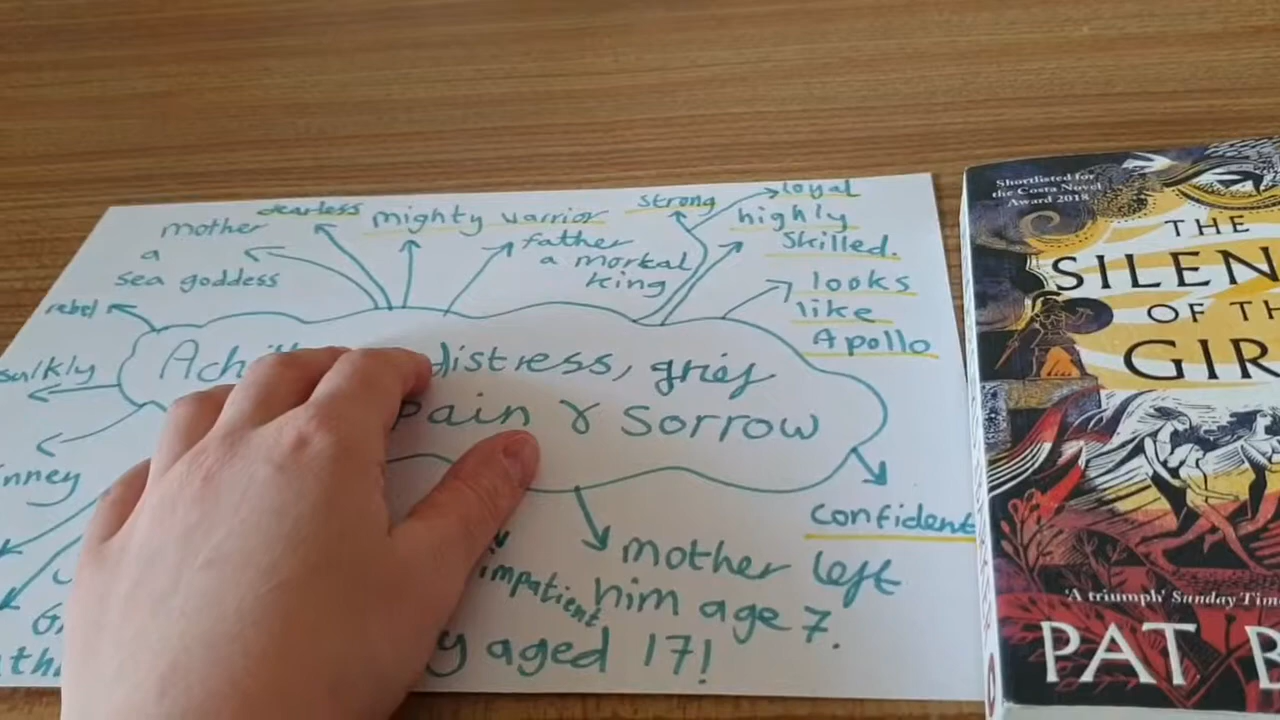 mother
a
sea goddess
fearless
mighty warrior
father
a mortal
king
strong
loyal
highly
skilled.
looks
like
Apollo
rebel
sulkly
Ach
distress, grief
pain & sorrow
confident
mother left
him age 7.
impatient
aged 17!
Shortlisted for
the Costa Novel
Award 2018
THE
SILEN
OF TH
GIR
'A triumph' Sunday Tim
PAT B